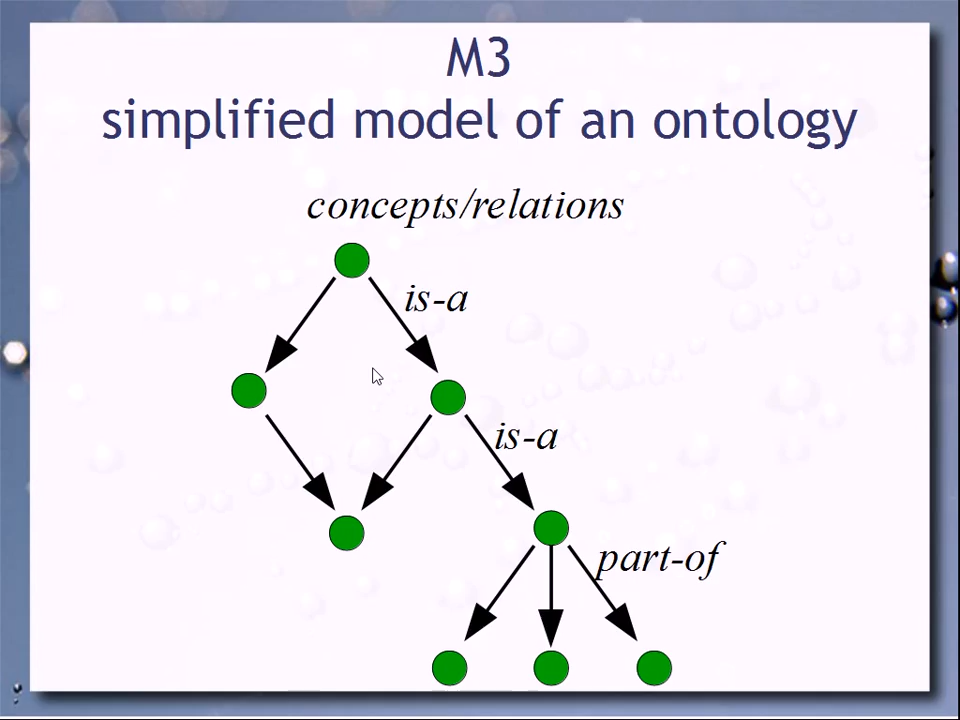 M3
simplified model of an ontology
concepts/relations
is-a
is-a
part-of